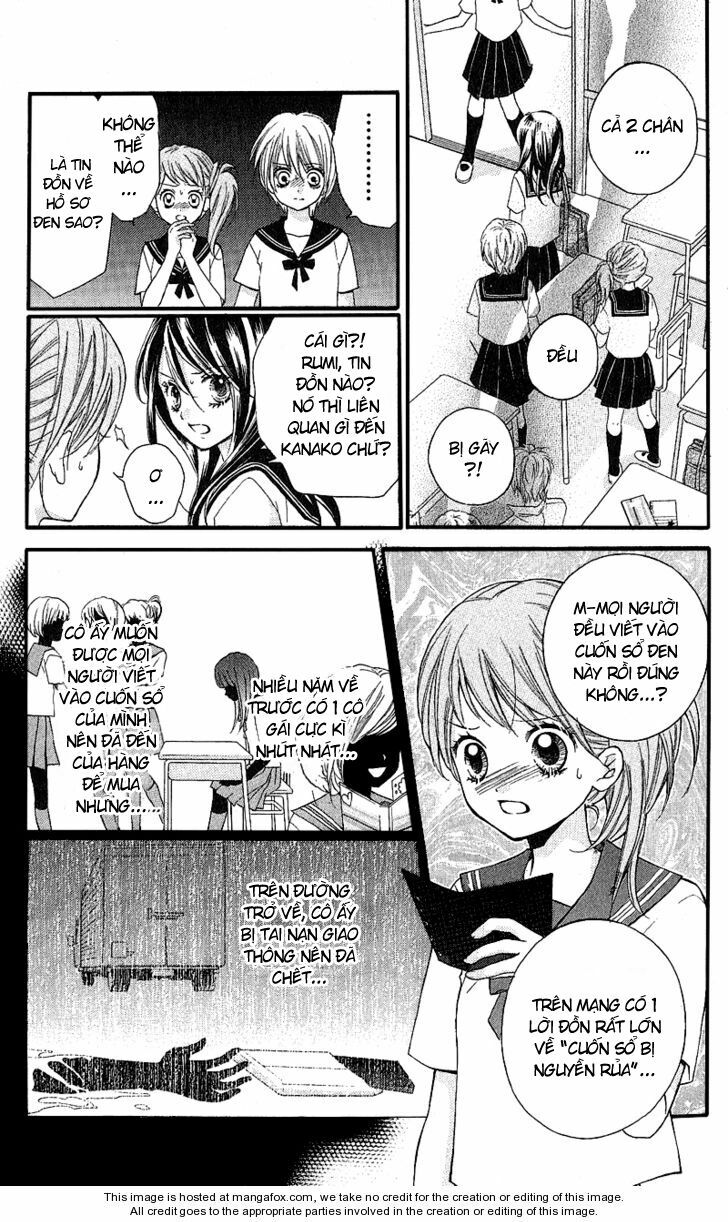 CẢ 2 CHÂN
...
ĐỀU
BỊ GÃY
?!
.........
KHÔNG
THỂ
NÀO
...
LÀ TIN
ĐỒN VỀ
HỒ SƠ
ĐEN SAO?
CÁI GÌ?!
RUMI, TIN
ĐỒN NÀO?
NÓ THÌ LIÊN
QUAN GÌ ĐẾN
KANAKO CHỨ?
Ơ
...
M-MỌI NGƯỜI
ĐỀU VIẾT VÀO
CUỐN SỔ ĐEN
NÀY RỒI ĐÚNG
KHÔNG...?
TRÊN MẠNG CÓ 1
LỜI ĐỒN RẤT LỚN
VỀ "CUỐN SỔ BỊ
NGUYỀN RỦA"...
NHIỀU NĂM VỀ
TRƯỚC CÓ 1 CÔ
GÁI CỰC KÌ
NHÚT NHÁT...
CÔ ẤY MUỐN
ĐƯỢC MỌI
NGƯỜI VIẾT
VÀO CUỐN SỔ
CỦA MÌNH
NÊN ĐÃ ĐẾN
CỬA HÀNG
ĐỂ MUA
NHƯNG......
TRÊN ĐƯỜNG
TRỞ VỀ, CÔ ẤY
BỊ TAI NẠN GIAO
THÔNG NÊN ĐÃ
CHẾT...
This image is hosted at mangafox.com, we take no credit for the creation or editing of this image.
All credit goes to the appropriate parties involved in the creation or editing of this image.